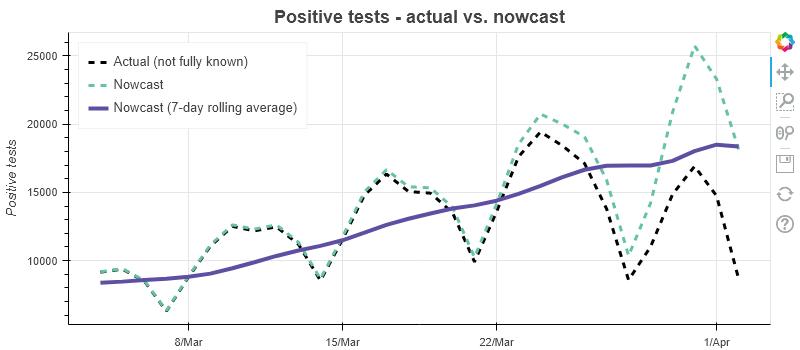 Positive tests - actual vs. nowcast
Actual (not fully known)
Nowcast
Nowcast (7-day rolling average)
Positive tests
25000
20000
15000
10000
8/Mar
15/Mar
22/Mar
1/Apr